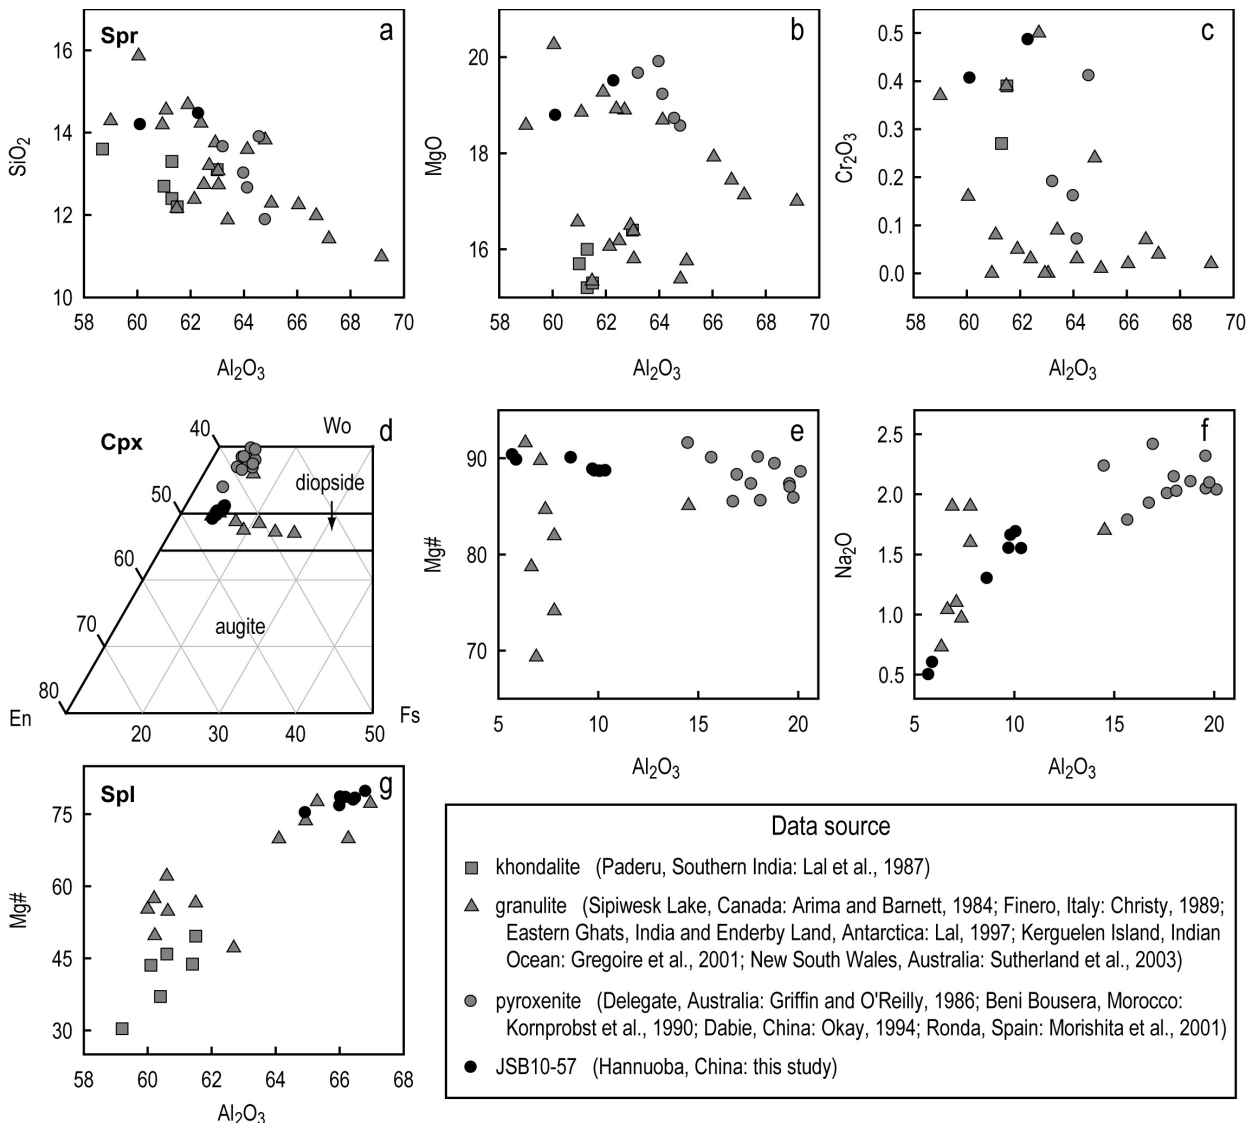 Spr
a
16
14
12
10
SiO2
58 60 62 64 66 68 70
Al2O3
b
20
18
16
MgO
58 60 62 64 66 68 70
Al2O3
c
0.5
0.4
0.3
0.2
0.1
0.0
Cr2O3
58 60 62 64 66 68 70
Al2O3
Cpx
d
40
Wo
50
diopside
60
augite
70
80
En
Fs
20 30 40 50
e
90
80
70
Mg#
5 10 15 20
Al2O3
f
2.5
2.0
1.5
1.0
0.5
Na2O
5 10 15 20
Al2O3
Spl
g
75
60
45
30
Mg#
58 60 62 64 66 68
Al2O3
Data source
khondalite (Paderu, Southern India: Lal et al., 1987)
granulite (Sipiwesk Lake, Canada: Arima and Barnett, 1984; Finero, Italy: Christy, 1989;
Eastern Ghats, India and Enderby Land, Antarctica: Lal, 1997; Kerguelen Island, Indian
Ocean: Gregoire et al., 2001; New South Wales, Australia: Sutherland et al., 2003)
pyroxenite (Delegate, Australia: Griffin and O'Reilly, 1986; Beni Bousera, Morocco:
Kornprobst et al., 1990; Dabie, China: Okay, 1994; Ronda, Spain: Morishita et al., 2001)
JSB10-57 (Hannuoba, China: this study)